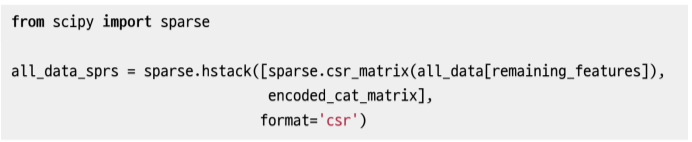 from scipy import sparse
all_data_sprs = sparse.hstack([sparse.csr_matrix(all_data[remaining_features]),
encoded_cat_matrix],
format='csr')